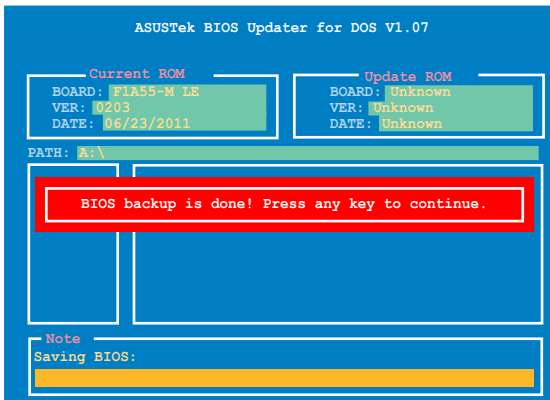 ASUSTek BIOS Updater for DOS V1.07
Current ROM
BOARD: F1A55-M LE
VER: 0203
DATE: 06/23/2011
Update ROM
BOARD: Unknown
VER: Unknown
DATE: Unknown
PATH: A:\
BIOS backup is done! Press any key to continue.
Note
Saving BIOS: